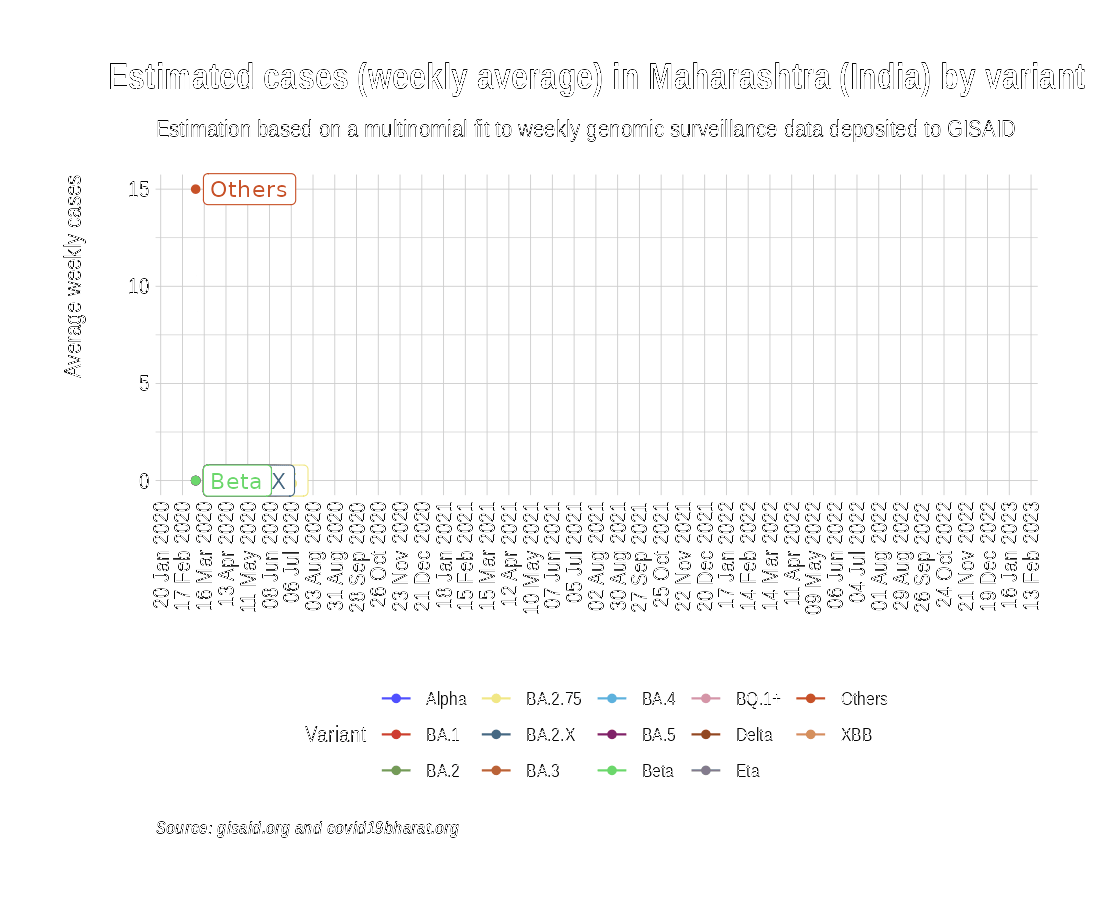 Estimated cases (weekly average) in Maharashtra (India) by variant
Estimation based on a multinomial fit to weekly genomic surveillance data deposited to GISAID
Average weekly cases
15
10
5
0
Others
Beta
X
20 Jan 2020
17 Feb 2020
16 Mar 2020
13 Apr 2020
11 May 2020
08 Jun 2020
06 Jul 2020
03 Aug 2020
31 Aug 2020
28 Sep 2020
26 Oct 2020
23 Nov 2020
21 Dec 2020
18 Jan 2021
15 Feb 2021
15 Mar 2021
12 Apr 2021
10 May 2021
07 Jun 2021
05 Jul 2021
02 Aug 2021
30 Aug 2021
27 Sep 2021
25 Oct 2021
22 Nov 2021
20 Dec 2021
17 Jan 2022
14 Feb 2022
14 Mar 2022
11 Apr 2022
09 May 2022
06 Jun 2022
04 Jul 2022
01 Aug 2022
29 Aug 2022
26 Sep 2022
24 Oct 2022
21 Nov 2022
19 Dec 2022
16 Jan 2023
13 Feb 2023
Variant
Alpha BA.2.75 BA.4 BQ.1+ Others
BA.1 BA.2.X BA.5 Delta XBB
BA.2 BA.3 Beta Eta
Source: gisaid.org and covid19bharat.org